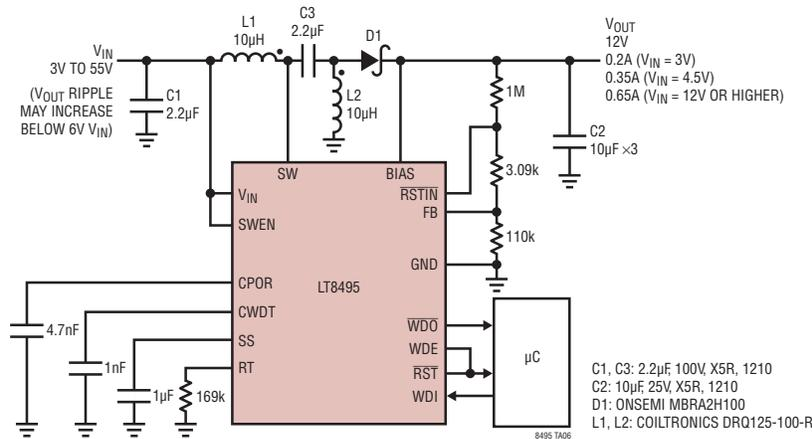 L1
10µH
C3
2.2µF
D1
VIN
3V TO 55V
(VOUT RIPPLE
MAY INCREASE
BELOW 6V VIN)
C1
2.2µF
L2
10µH
VOUT
12V
0.2A (VIN = 3V)
0.35A (VIN = 4.5V)
0.65A (VIN = 12V OR HIGHER)
1M
C2
10µF ×3
3.09k
110k
SW
BIAS
VIN
SWEN
RSTIN
FB
GND
LT8495
CPOR
CWDT
SS
RT
WDO
WDE
RST
WDI
µC
4.7nF
1nF
1µF
169k
C1, C3: 2.2µF, 100V, X5R, 1210
C2: 10µF, 25V, X5R, 1210
D1: ONSEMI MBRA2H100
L1, L2: COILTRONICS DRQ125-100-R
8495 TA06